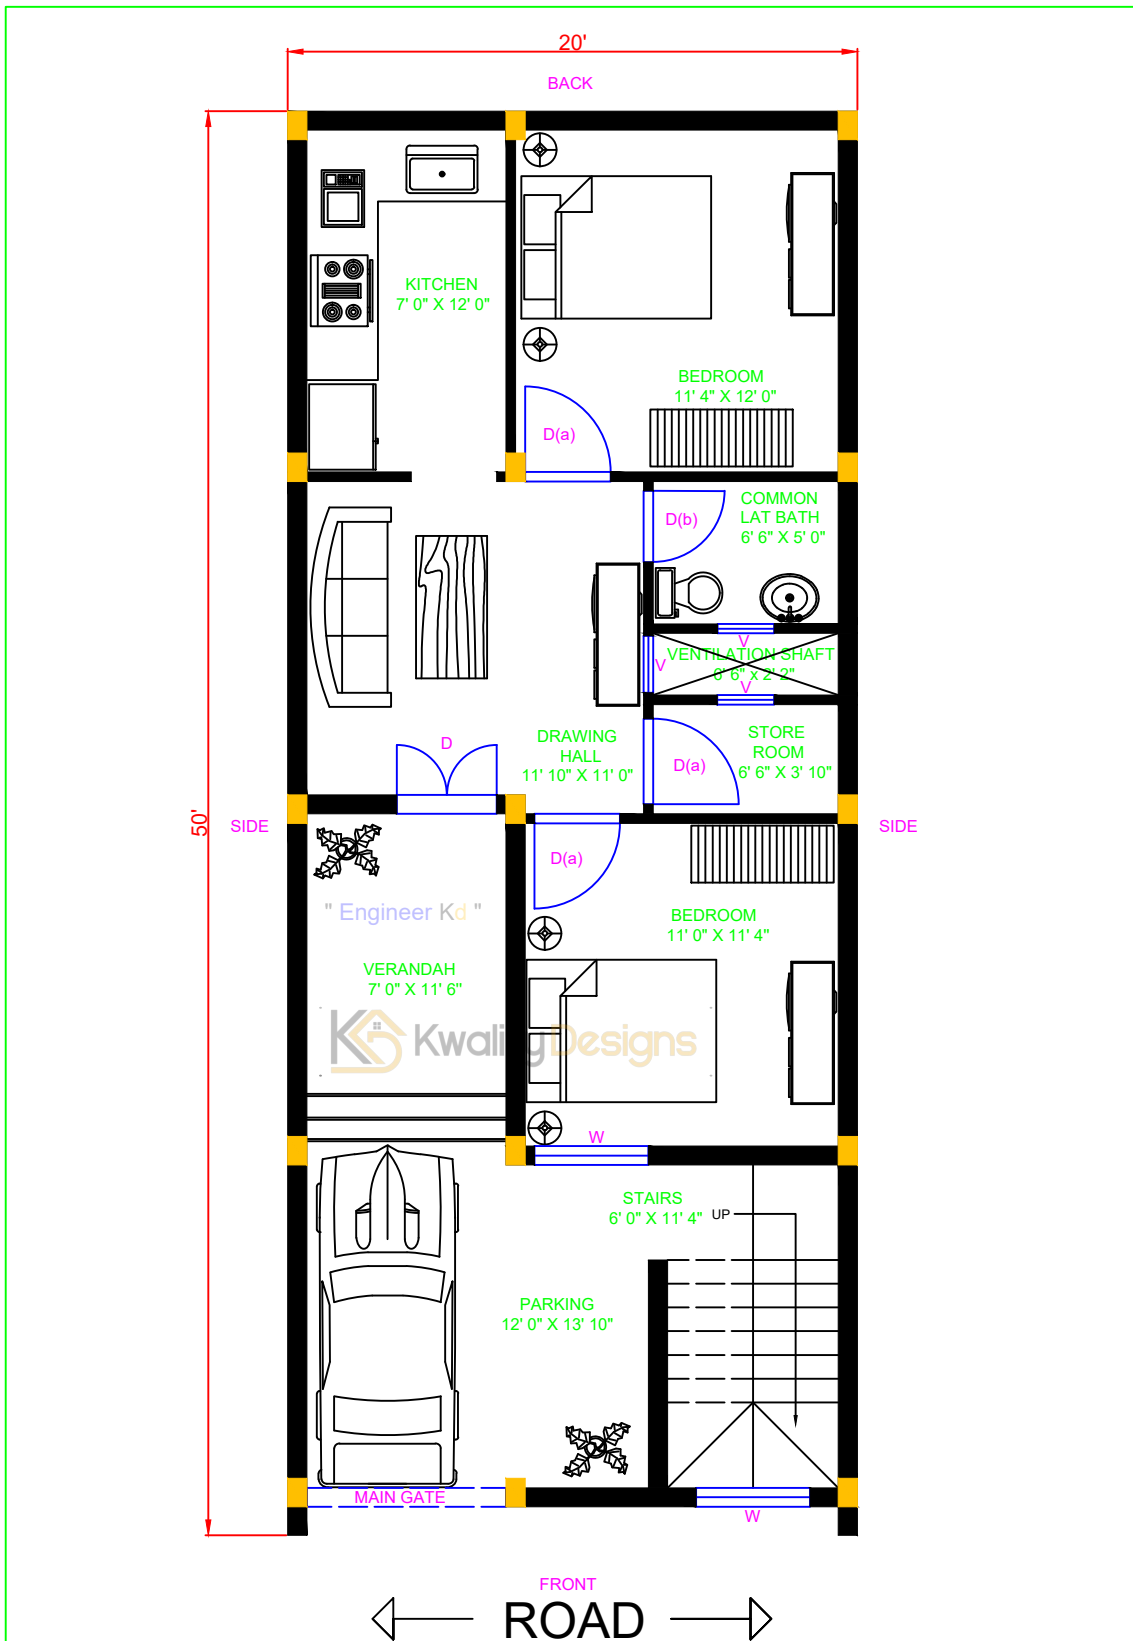 20'
BACK
KITCHEN
7' 0" X 12' 0"
BEDROOM
11' 4" X 12' 0"
D(a)
COMMON
LAT BATH
6' 6" X 5' 0"
D(b)
V
VENTILATION SHAFT
6' 6" x 2' 2"
V
V
DRAWING
HALL
11' 10" X 11' 0"
STORE
ROOM
6' 6" X 3' 10"
D(a)
D
50'
SIDE
SIDE
D(a)
" Engineer Kd "
BEDROOM
11' 0" X 11' 4"
VERANDAH
7' 0" X 11' 6"
KwalityDesigns
W
STAIRS
6' 0" X 11' 4"
UP
PARKING
12' 0" X 13' 10"
MAIN GATE
W
FRONT
ROAD